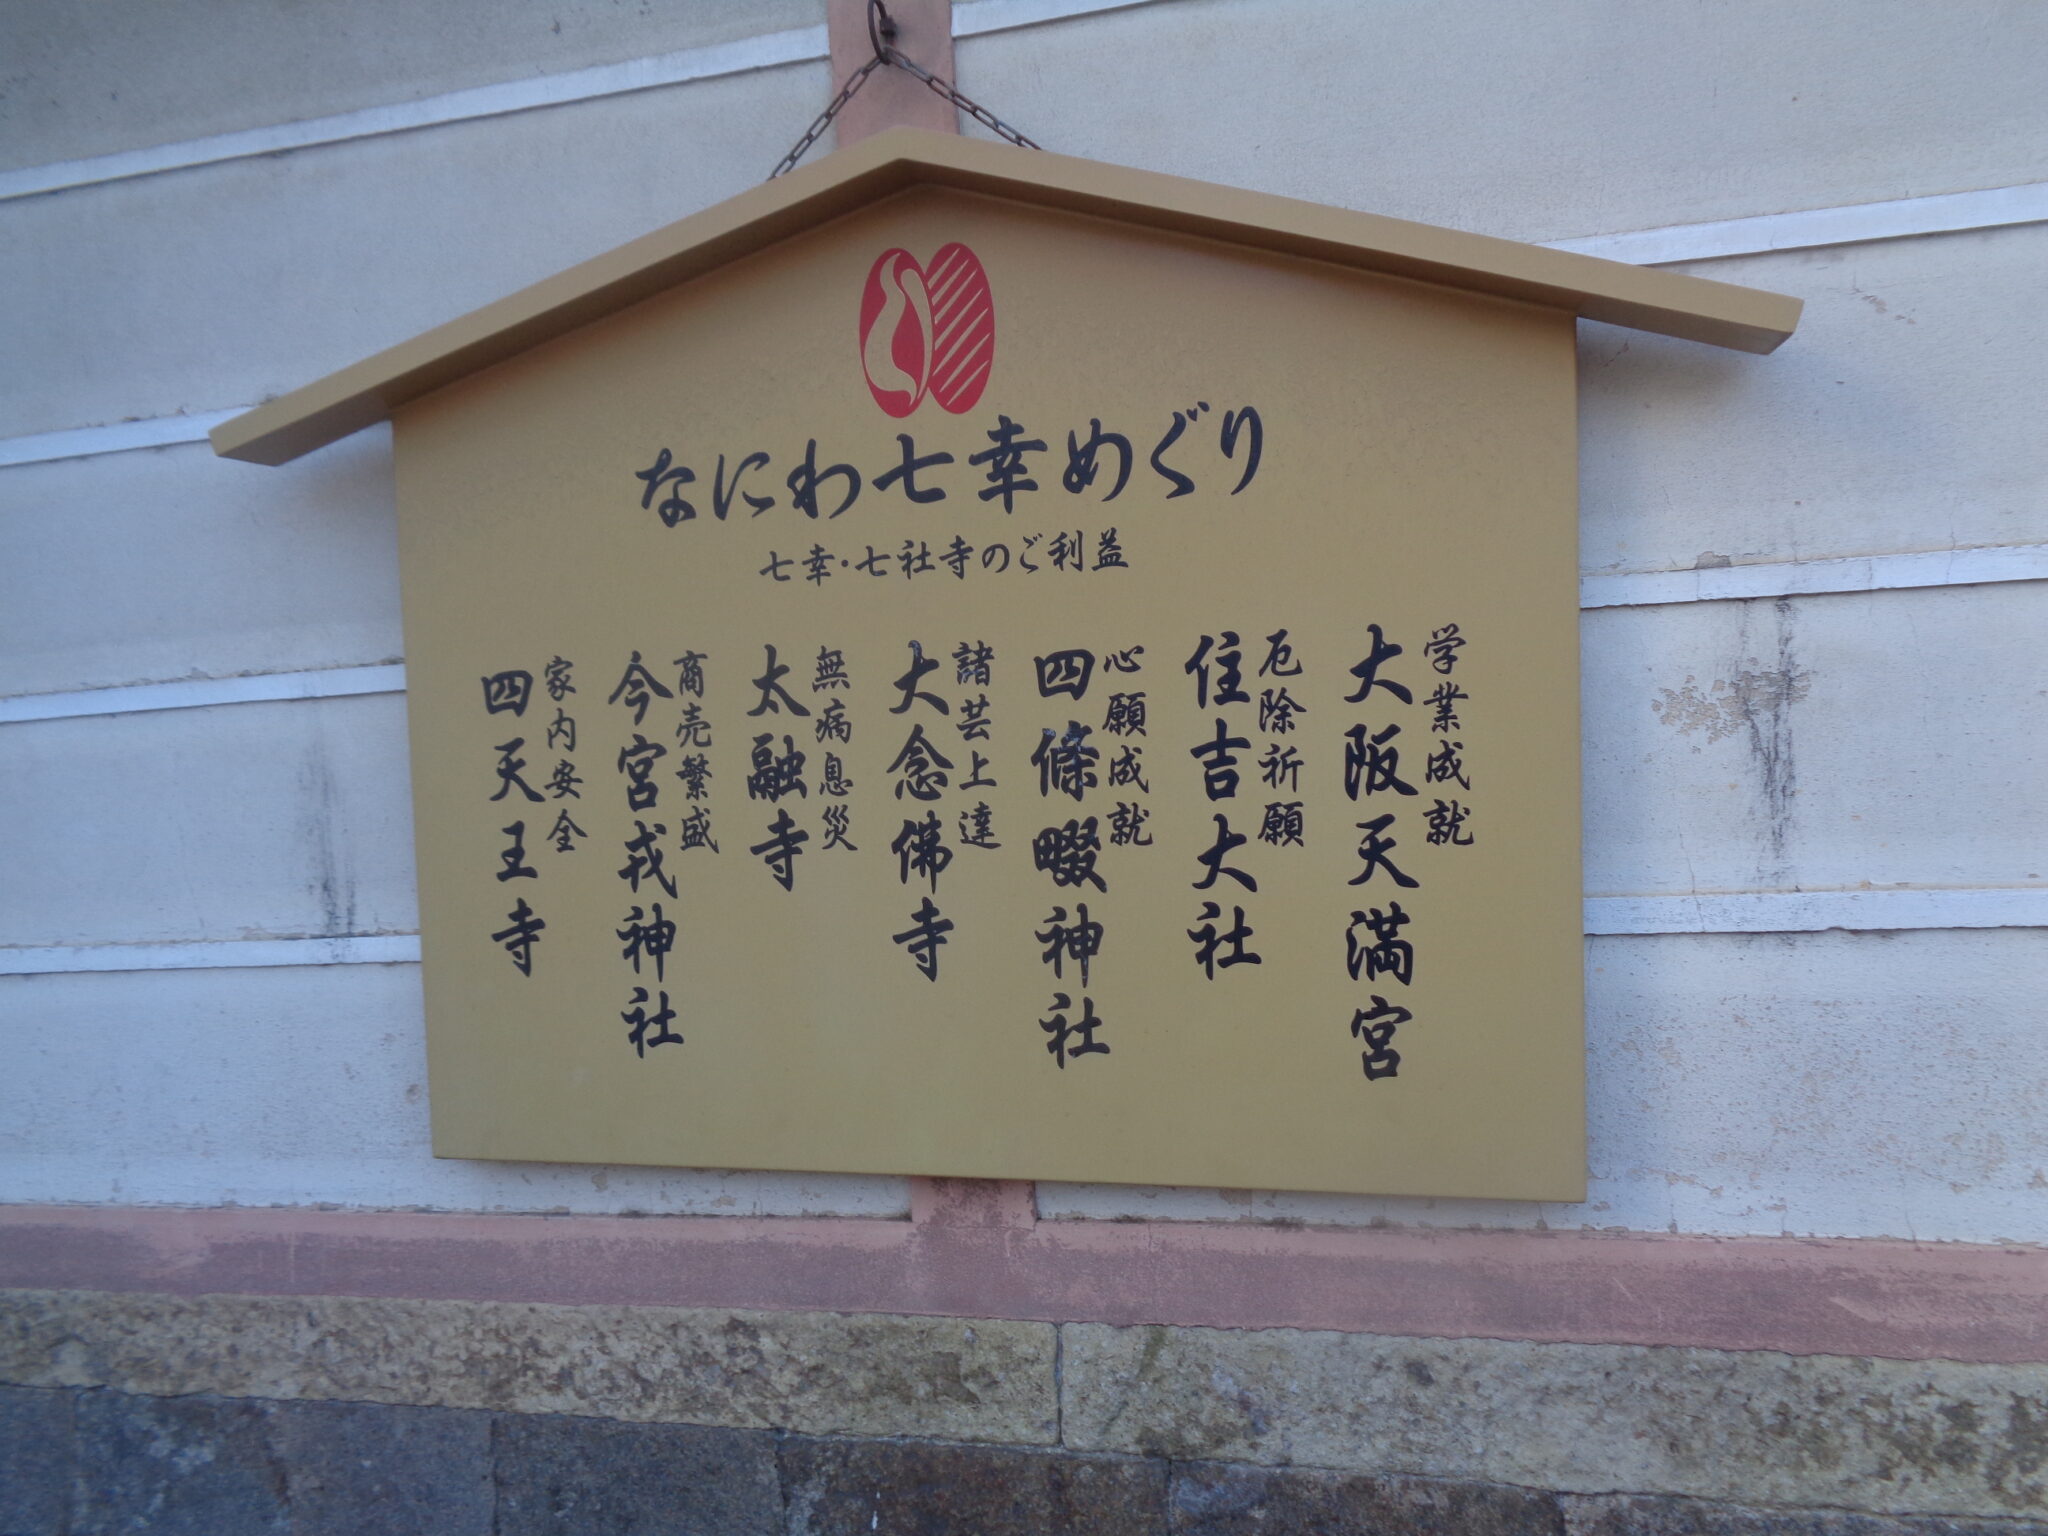 なにわ七幸めぐり
七幸・七社寺のご利益
学業成就
大阪天満宮
厄除祈願
住吉大社
心願成就
四條畷神社
諸芸上達
大念佛寺
無病息災
太融寺
商売繁盛
今宮戎神社
家内安全
四天王寺